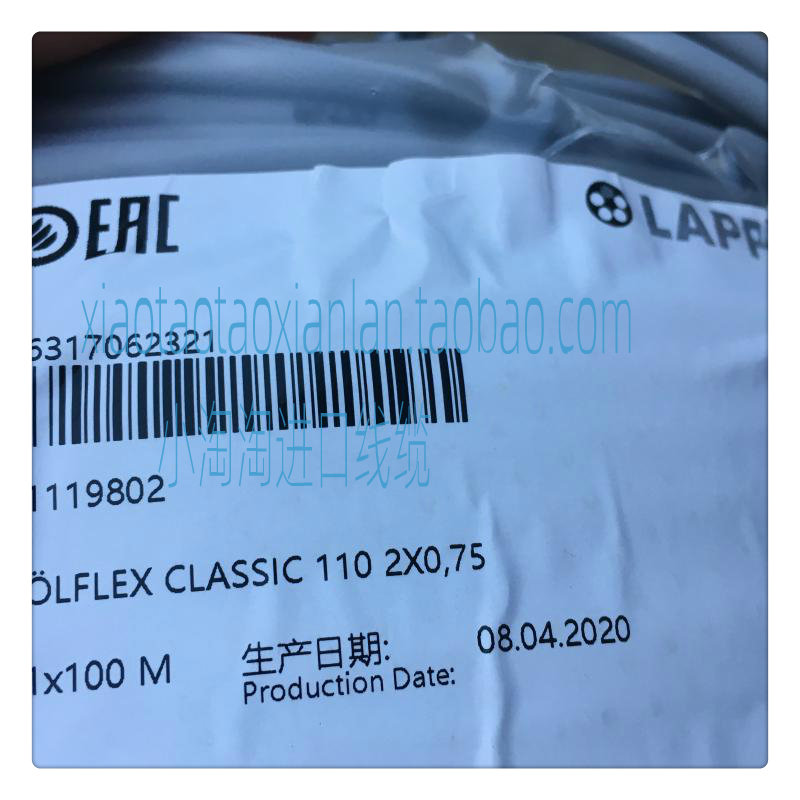 EAC
LAPP
xiaotaotaoxianlan.taobao.com
6317062321
小淘淘进口线缆
1119802
ÖLFLEX CLASSIC 110 2X0,75
1x100 M
生产日期:
08.04.2020
Production Date: